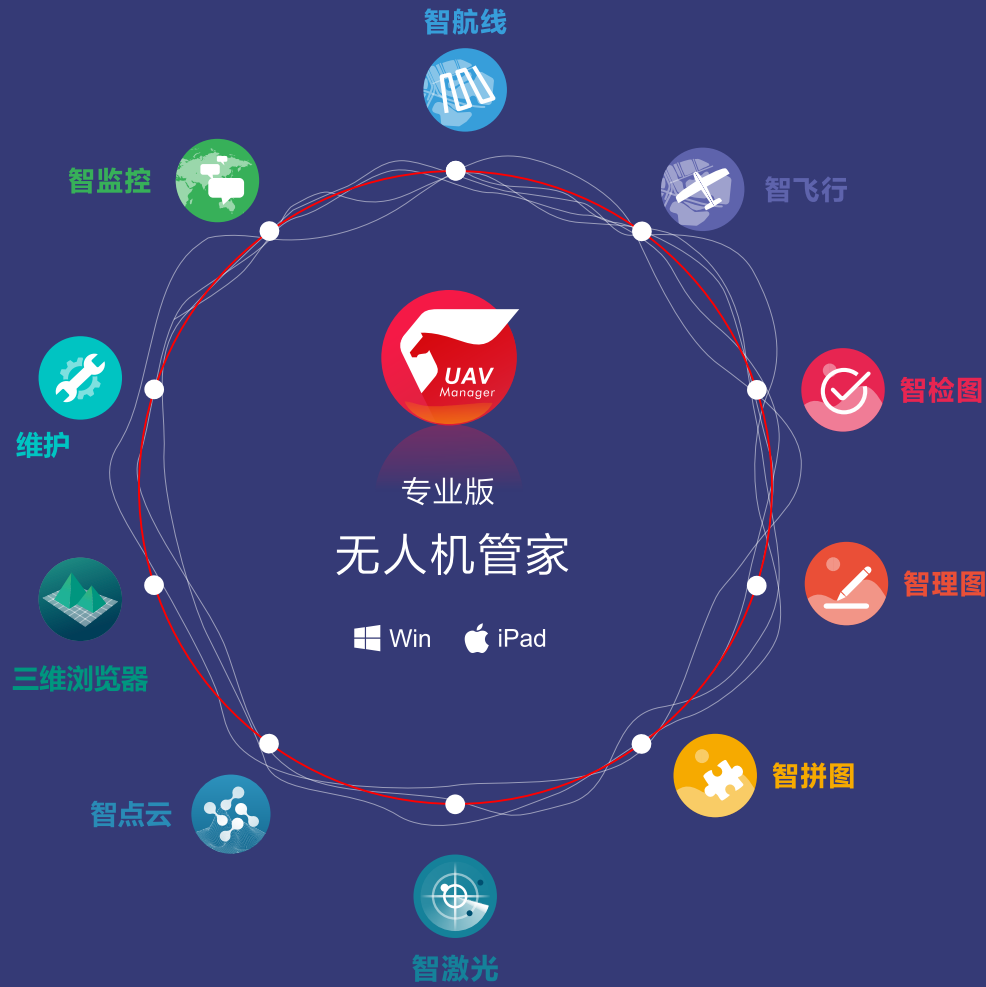 智航线
智监控
智飞行
UAV
Manager
维护
智检图
专业版
无人机管家
Win
iPad
智理图
三维浏览器
智拼图
智点云
智激光